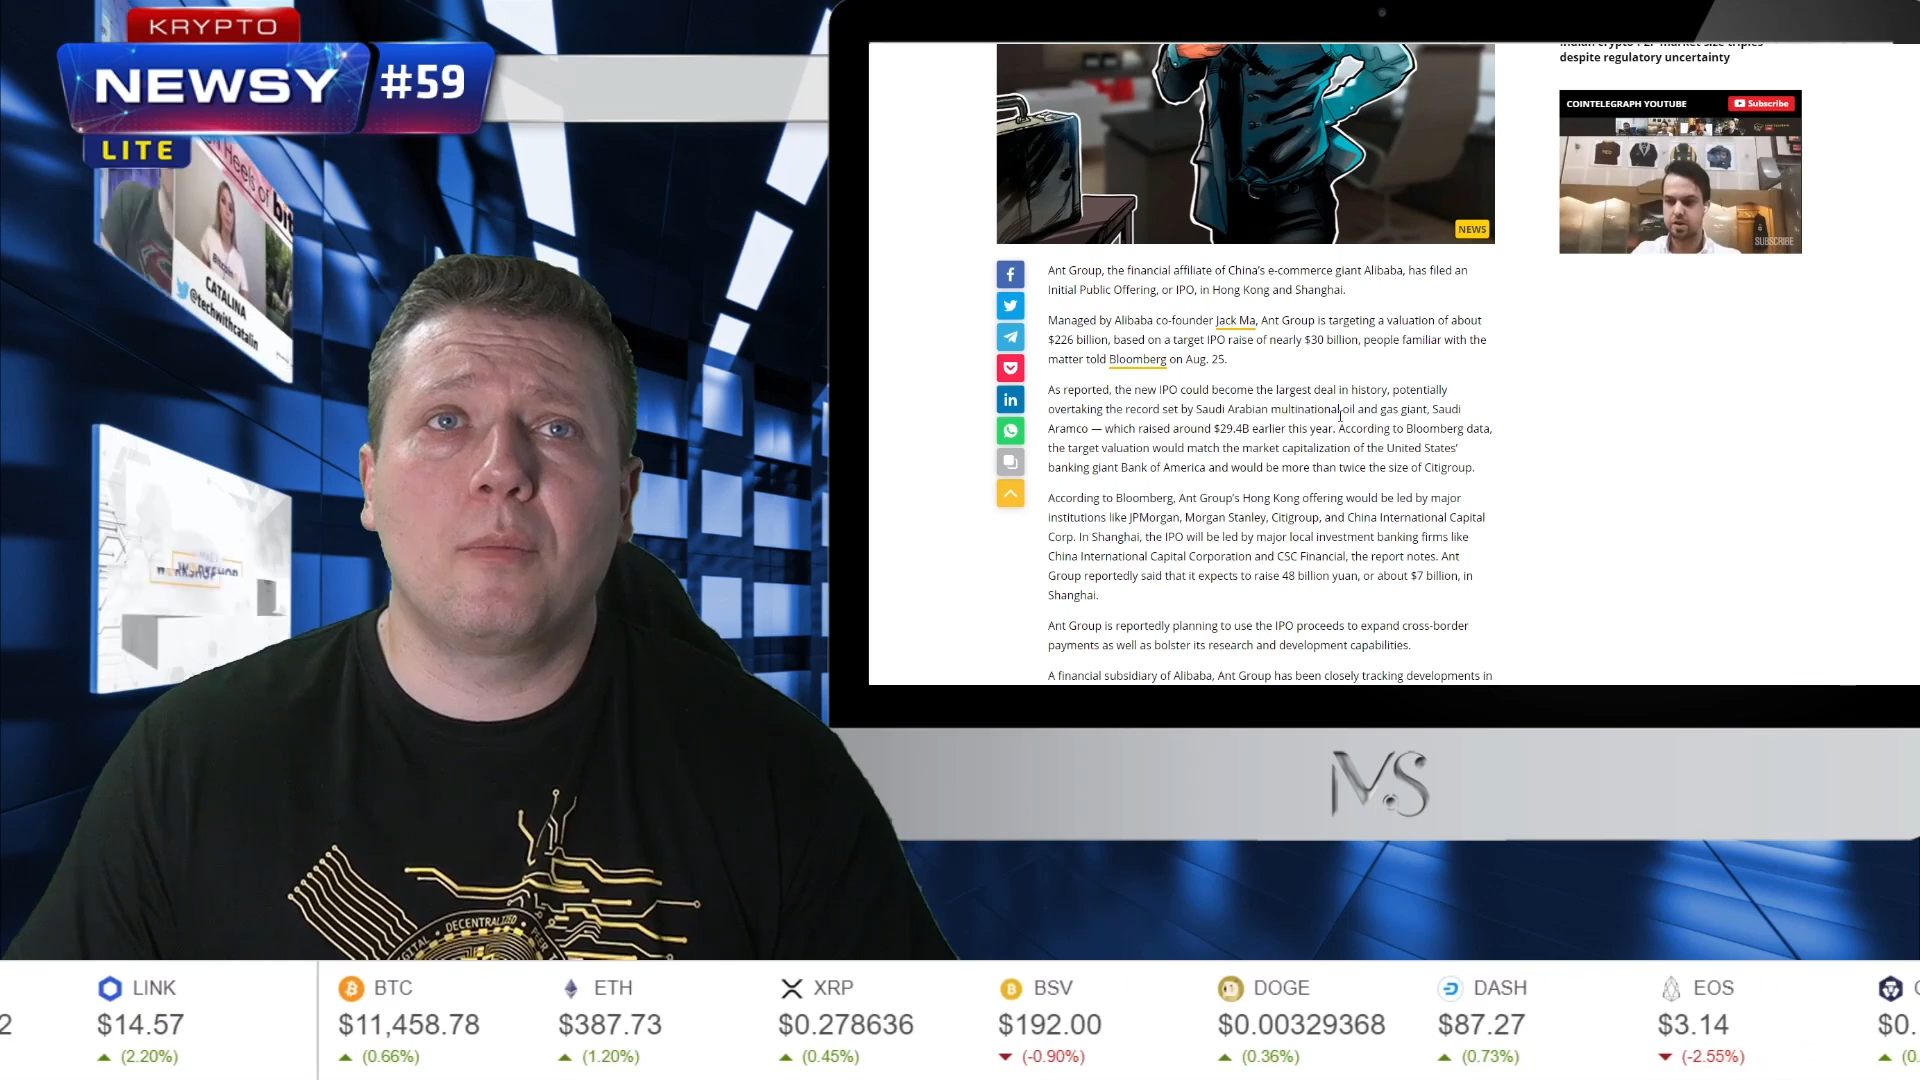 KRYPTO
NEWSY
#59
LITE
Heels of bit
CATALINA
@techwithcatalin
WORKSHOP
DIGITAL DECENTRALIZED PEER
despite regulatory uncertainty
COINTELEGRAPH YOUTUBE
Subscribe
SUBSCRIBE
NEWS
Ant Group, the financial affiliate of China's e-commerce giant Alibaba, has filed an
Initial Public Offering, or IPO, in Hong Kong and Shanghai.
Managed by Alibaba co-founder Jack Ma, Ant Group is targeting a valuation of about
$226 billion, based on a target IPO raise of nearly $30 billion, people familiar with the
matter told Bloomberg on Aug. 25.
As reported, the new IPO could become the largest deal in history, potentially
overtaking the record set by Saudi Arabian multinational oil and gas giant, Saudi
Aramco — which raised around $29.4B earlier this year. According to Bloomberg data,
the target valuation would match the market capitalization of the United States'
banking giant Bank of America and would be more than twice the size of Citigroup.
According to Bloomberg, Ant Group's Hong Kong offering would be led by major
institutions like JPMorgan, Morgan Stanley, Citigroup, and China International Capital
Corp. In Shanghai, the IPO will be led by major local investment banking firms like
China International Capital Corporation and CSC Financial, the report notes. Ant
Group reportedly said that it expects to raise 48 billion yuan, or about $7 billion, in
Shanghai.
Ant Group is reportedly planning to use the IPO proceeds to expand cross-border
payments as well as bolster its research and development capabilities.
A financial subsidiary of Alibaba, Ant Group has been closely tracking developments in
MS
2
LINK
$14.57
(2.20%)
BTC
$11,458.78
(0.66%)
ETH
$387.73
(1.20%)
XRP
$0.278636
(0.45%)
BSV
$192.00
(-0.90%)
DOGE
$0.00329368
(0.36%)
DASH
$87.27
(0.73%)
EOS
$3.14
(-2.55%)
$0.
(0.